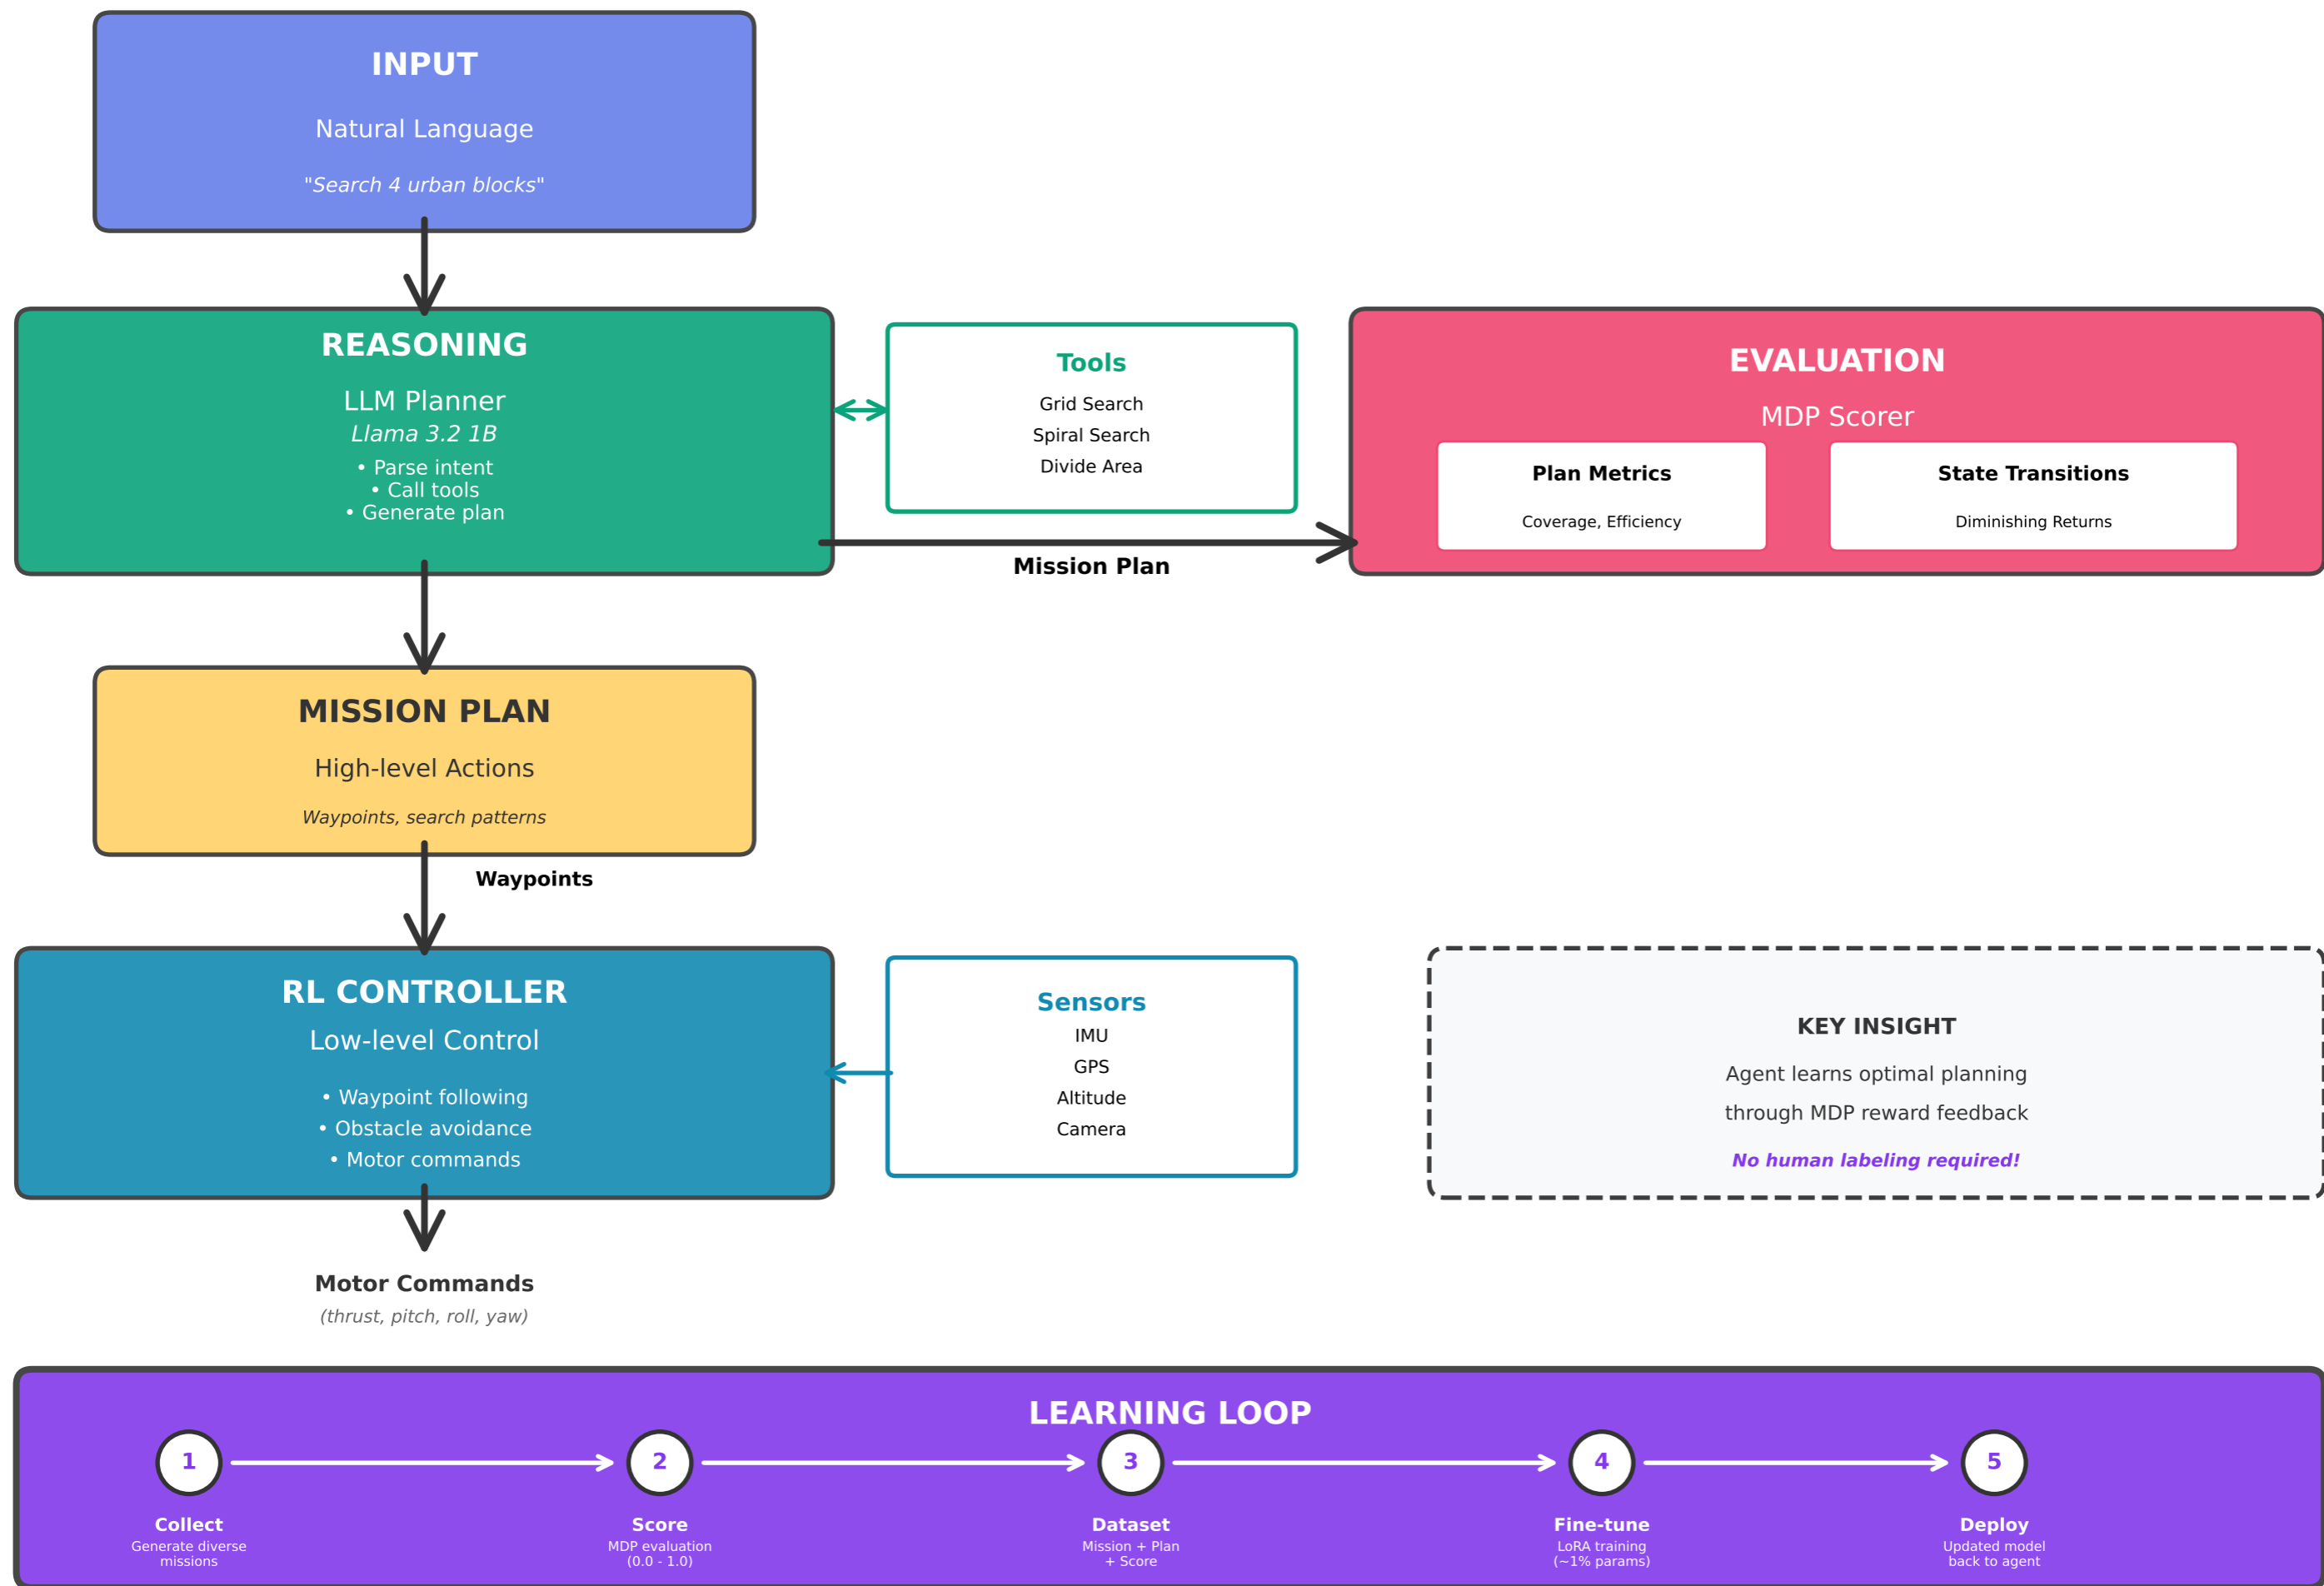 INPUT
Natural Language
"Search 4 urban blocks"
REASONING
LLM Planner
Llama 3.2 1B
• Parse intent
• Call tools
• Generate plan
Tools
Grid Search
Spiral Search
Divide Area
Mission Plan
EVALUATION
MDP Scorer
Plan Metrics
Coverage, Efficiency
State Transitions
Diminishing Returns
MISSION PLAN
High-level Actions
Waypoints, search patterns
Waypoints
RL CONTROLLER
Low-level Control
• Waypoint following
• Obstacle avoidance
• Motor commands
Sensors
IMU
GPS
Altitude
Camera
KEY INSIGHT
Agent learns optimal planning
through MDP reward feedback
No human labeling required!
Motor Commands
(thrust, pitch, roll, yaw)
LEARNING LOOP
1
Collect
Generate diverse
missions
2
Score
MDP evaluation
(0.0 - 1.0)
3
Dataset
Mission + Plan
+ Score
4
Fine-tune
LoRA training
(~1% params)
5
Deploy
Updated model
back to agent